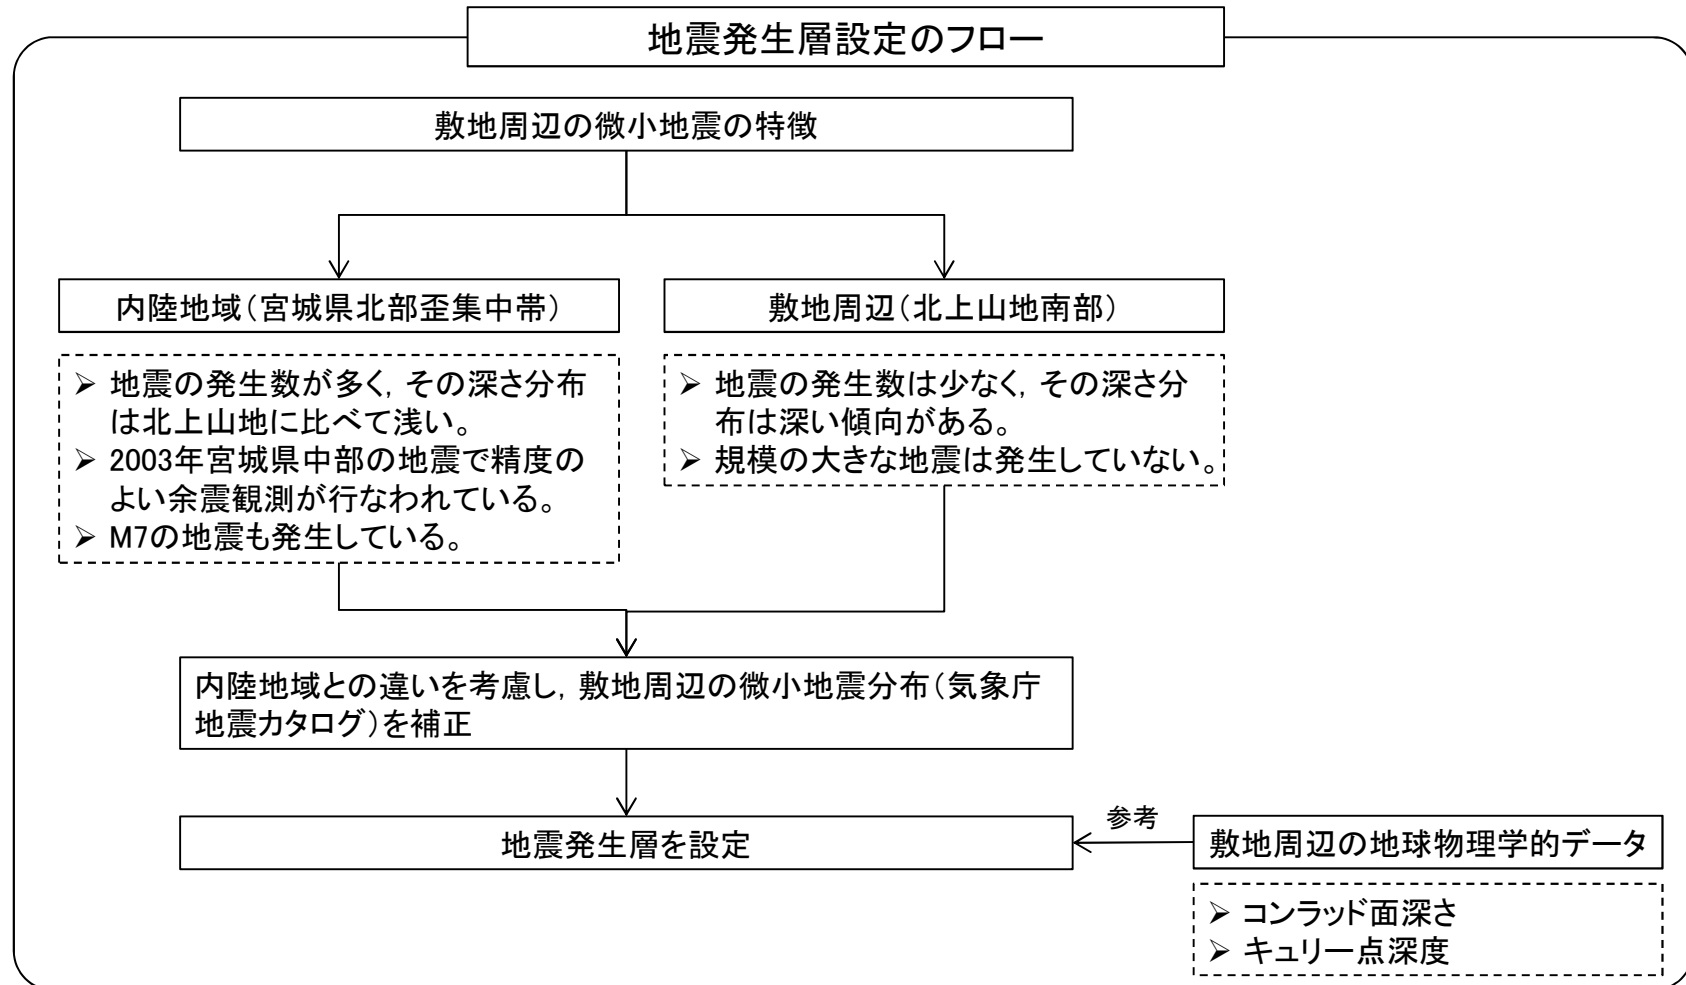 地震発生層設定のフロー
敷地周辺の微小地震の特徴
内陸地域(宮城県北部歪集中帯)
➢ 地震の発生数が多く，その深さ分布
は北上山地に比べて浅い。
➢ 2003年宮城県中部の地震で精度の
よい余震観測が行なわれている。
➢ M7の地震も発生している。
敷地周辺(北上山地南部)
➢ 地震の発生数は少なく，その深さ分
布は深い傾向がある。
➢ 規模の大きな地震は発生していない。
内陸地域との違いを考慮し，敷地周辺の微小地震分布(気象庁
地震カタログ)を補正
地震発生層を設定
参考
敷地周辺の地球物理学的データ
➢ コンラッド面深さ
➢ キュリー点深度